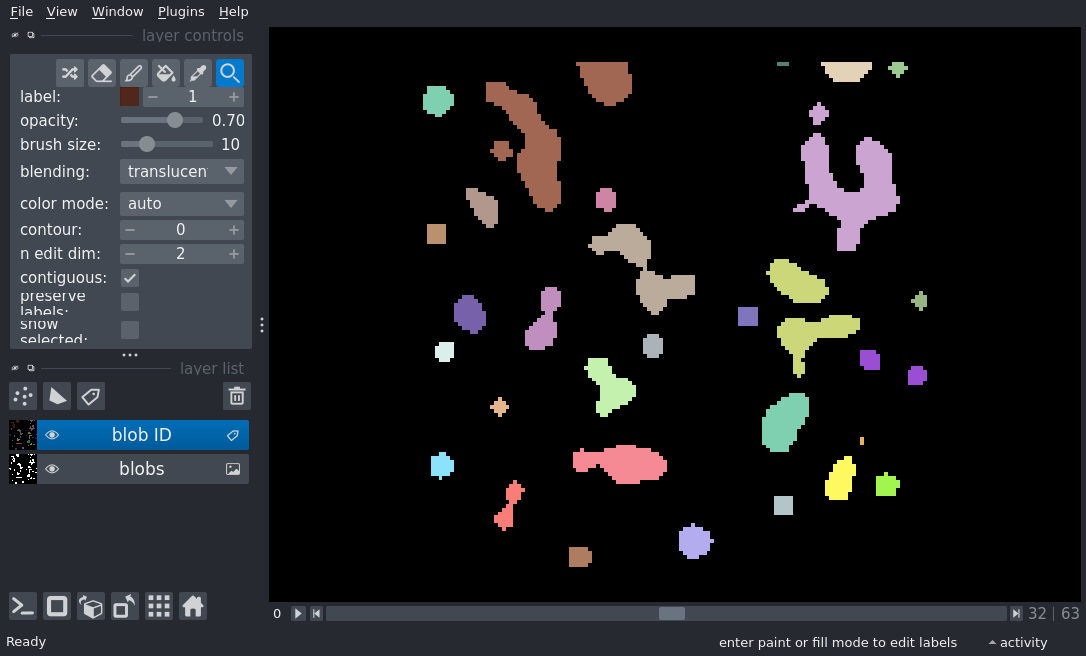 File View Window Plugins Help
layer controls
label: 1
opacity: 0.70
brush size: 10
blending: translucen
color mode: auto
contour: 0
n edit dim: 2
contiguous:
preserve
labels:
show
selected:
layer list
blob ID
blobs
0 32 | 63
Ready enter paint or fill mode to edit labels activity